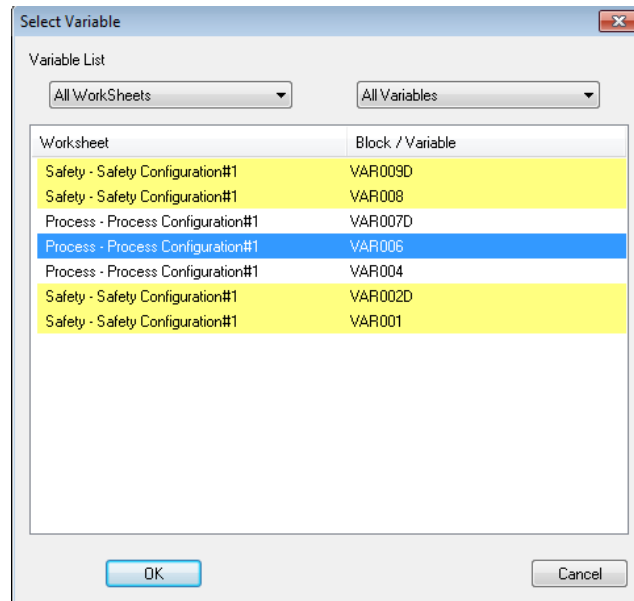 Select Variable
Variable List
All WorkSheets All Variables
Worksheet Block / Variable
Safety - Safety Configuration#1 VAR009D
Safety - Safety Configuration#1 VAR008
Process - Process Configuration#1 VAR007D
Process - Process Configuration#1 VAR006
Process - Process Configuration#1 VAR004
Safety - Safety Configuration#1 VAR002D
Safety - Safety Configuration#1 VAR001
OK Cancel